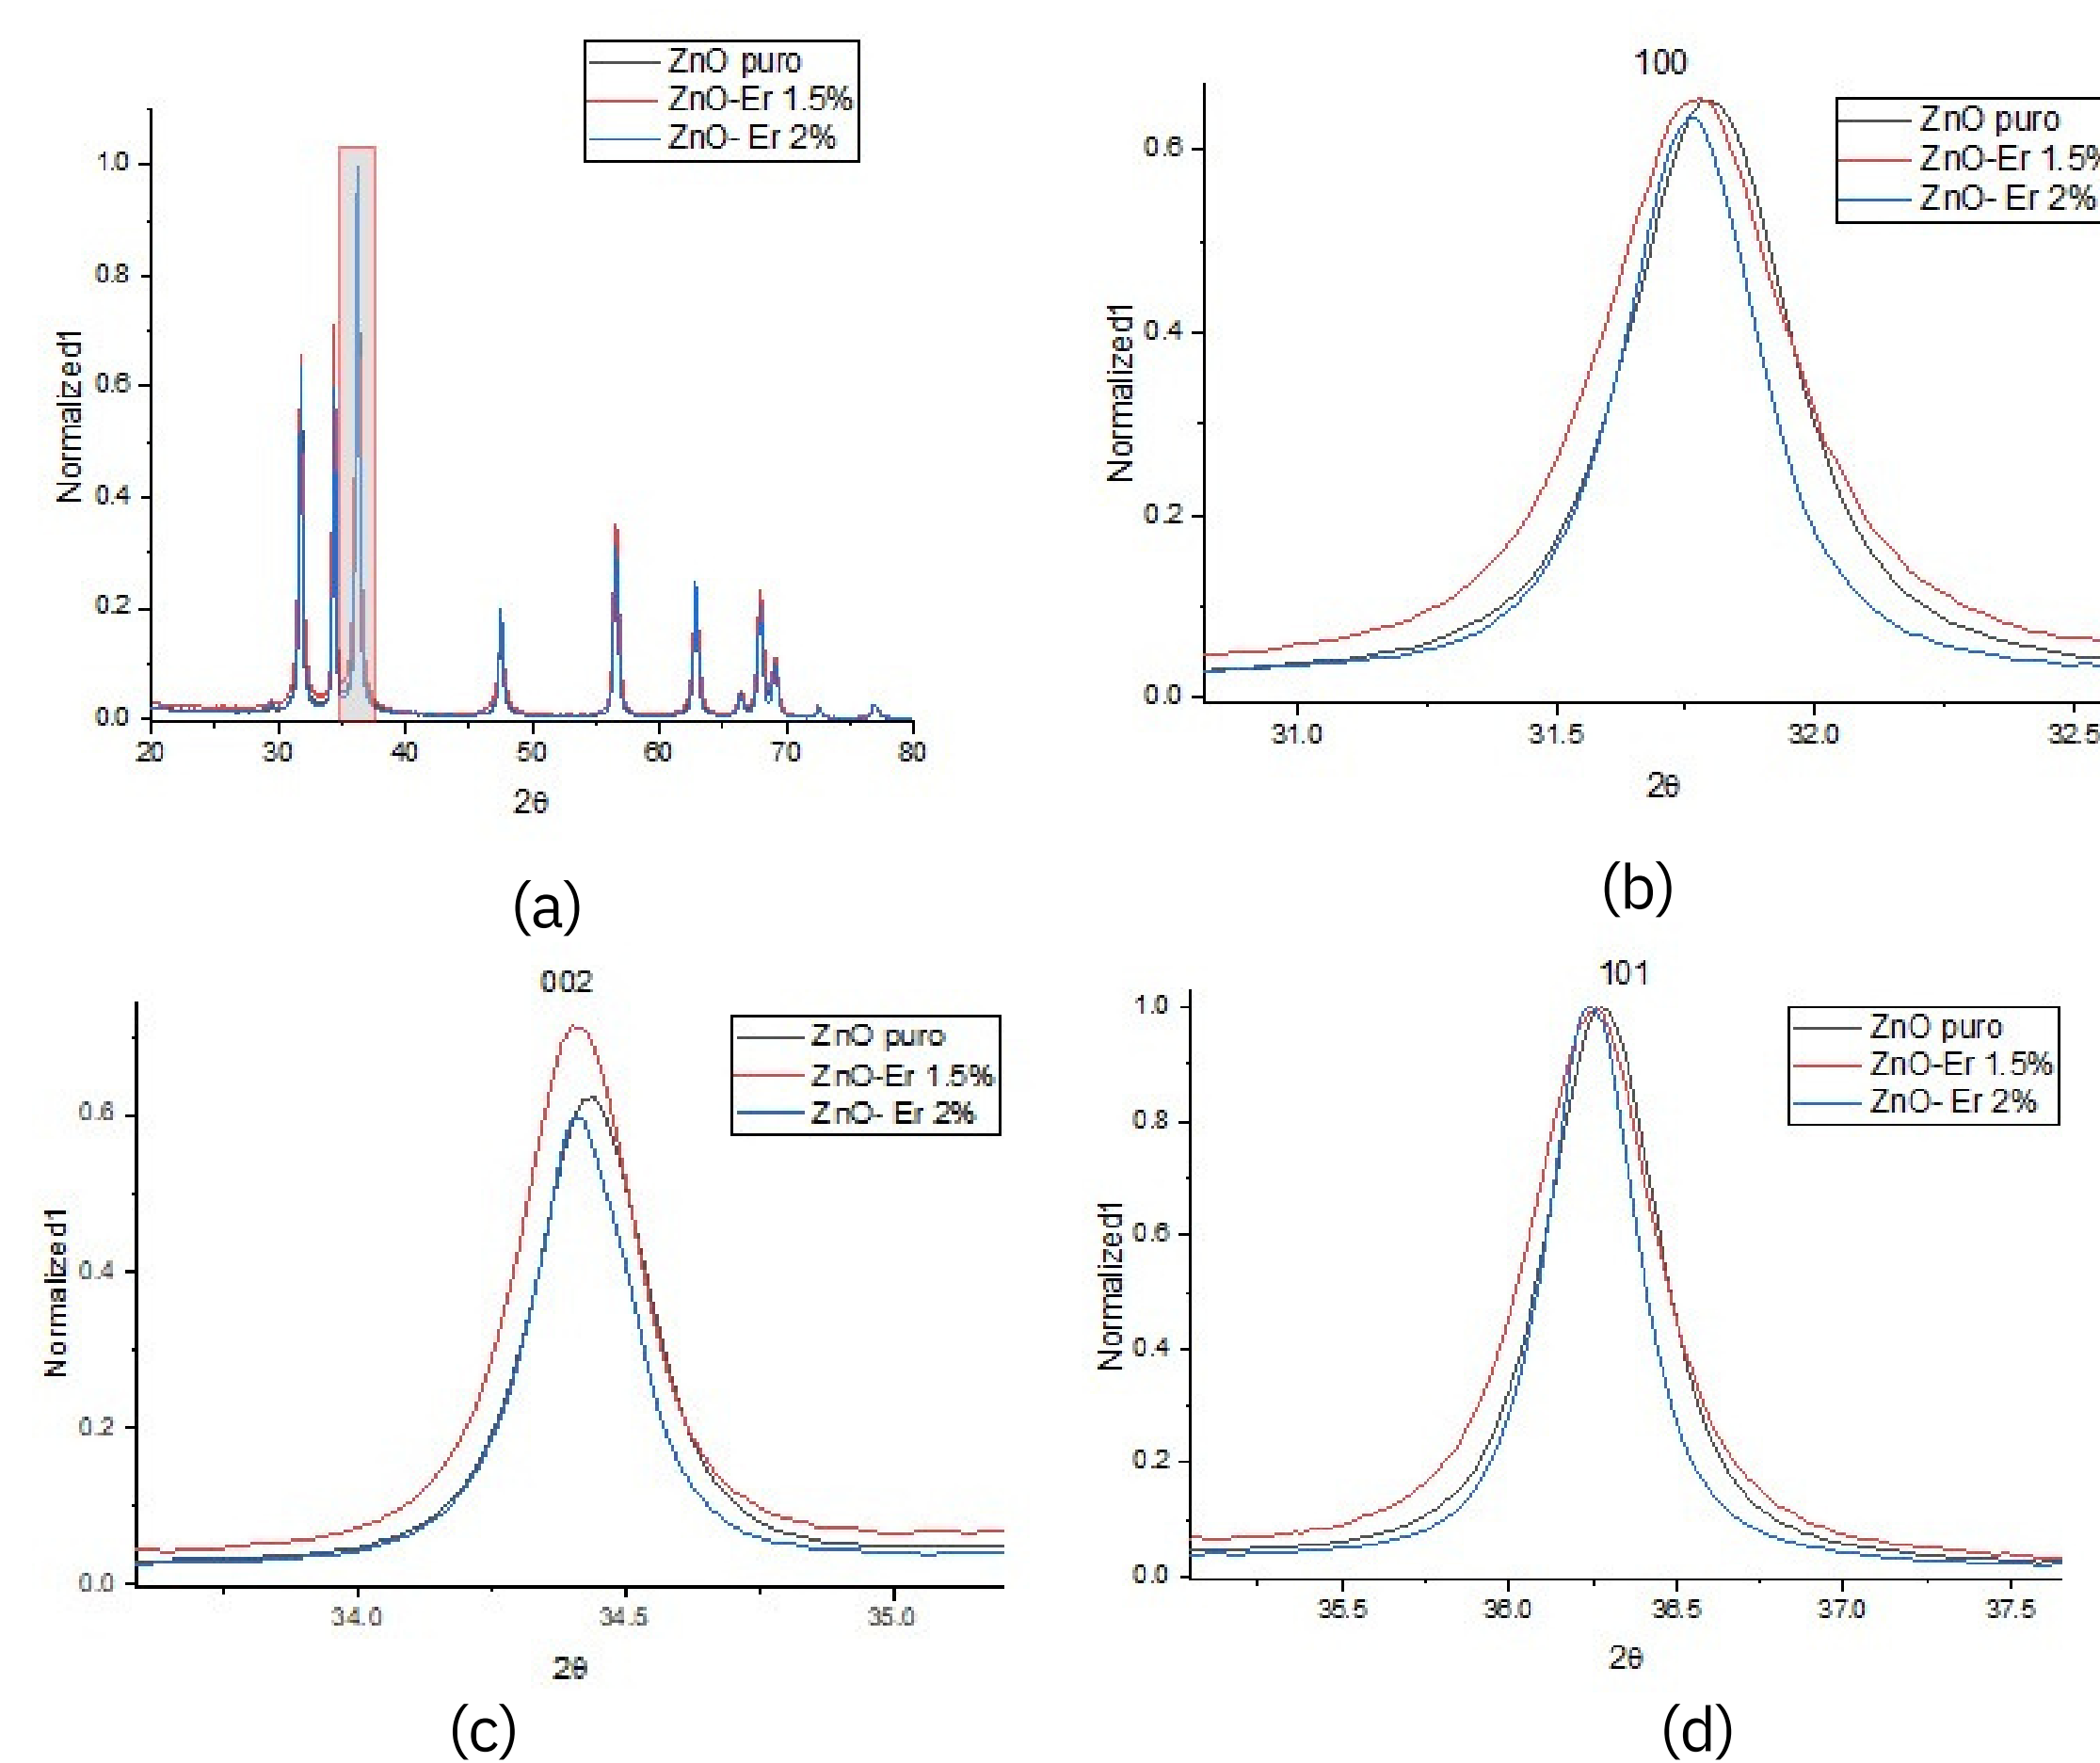 ZnO puro
ZnO-Er 1.5%
ZnO- Er 2%
1.0
0.8
0.6
0.4
0.2
0.0
Normalized1
20 30 40 50 60 70 80
2θ
(a)
100
ZnO puro
ZnO-Er 1.5%
ZnO- Er 2%
0.6
0.4
0.2
0.0
Normalized1
31.0 31.5 32.0 32.5
2θ
(b)
002
ZnO puro
ZnO-Er 1.5%
ZnO- Er 2%
0.6
0.4
0.2
0.0
Normalized1
34.0 34.5 35.0
2θ
(c)
101
ZnO puro
ZnO-Er 1.5%
ZnO- Er 2%
1.0
0.8
0.6
0.4
0.2
0.0
Normalized1
35.5 36.0 36.5 37.0 37.5
2θ
(d)